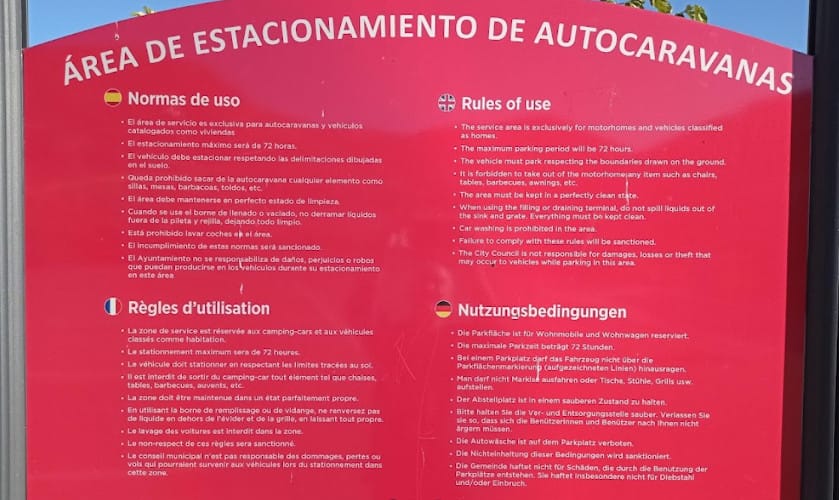 ÁREA DE ESTACIONAMIENTO DE AUTOCARAVANAS
Normas de uso
• El área de servicio es exclusiva para autocaravanas y vehículos
catalogados como viviendas
• El estacionamiento máximo será de 72 horas.
• El vehículo debe estacionar respetando las delimitaciones dibujadas
en el suelo.
• Queda prohibido sacar de la autocaravana cualquier elemento como
sillas, mesas, barbacoas, toldos, etc.
• El área debe mantenerse en perfecto estado de limpieza.
• Cuando se use el borne de llenado o vaciado, no derramar líquidos
fuera de la pileta y rejilla, dejando todo limpio.
• Está prohibido lavar coches en el área.
• El incumplimiento de estas normas será sancionado.
• El Ayuntamiento no se responsabiliza de daños, perjuicios o robos
que puedan producirse en los vehículos durante su estacionamiento
en este área
Rules of use
• The service area is exclusively for motorhomes and vehicles classified
as homes.
• The maximum parking period will be 72 hours.
• The vehicle must park respecting the boundaries drawn on the ground.
• It is forbidden to take out of the motorhome any item such as chairs,
tables, barbecues, awnings, etc.
• The area must be kept in a perfectly clean state.
• When using the filling or draining terminal, do not spill liquids out of
the sink and grate. Everything must be kept clean.
• Car washing is prohibited in the area.
• Failure to comply with these rules will be sanctioned.
• The City Council is not responsible for damages, losses or theft that
may occur to vehicles while parking in this area.
Règles d'utilisation
• La zone de service est réservée aux camping-cars et aux véhicules
classés comme habitation.
• Le stationnement maximum sera de 72 heures.
• Le véhicule doit stationner en respectant les limites tracées au sol.
• Il est interdit de sortir du camping-car tout élément tel que chaises,
tables, barbecues, auvents, etc.
• La zone doit être maintenue dans un état parfaitement propre.
• En utilisant la borne de remplissage ou de vidange, ne renversez pas
de liquide en dehors de l'évider et de la grille, en laissant tout propre.
• Le lavage des voitures est interdit dans la zone.
• Le non-respect de ces règles sera sanctionné.
• Le conseil municipal n'est pas responsable des dommages, pertes ou
vols qui pourraient survenir aux véhicules lors du stationnement dans
cette zone.
Nutzungsbedingungen
• Die Parkfläche ist für Wohnmobile und Wohnwagen reserviert.
• Die maximale Parkzeit beträgt 72 Stunden.
• Bei einem Parkplatz darf das Fahrzeug nicht über die
Parkflächenmarkierung (aufgezeichneten Linien) hinausragen.
• Man darf nicht Markise ausfahren oder Tische, Stühle, Grills usw.
aufstellen.
• Der Abstellplatz ist in einem sauberen Zustand zu halten.
• Bitte halten Sie die Ver- und Entsorgungsstelle sauber. Verlassen Sie
sie so, dass sich die Benützerinnen und Benützer nach Ihnen nicht
ärgern müssen.
• Die Autowäsche ist auf dem Parkplatz verboten.
• Die Nichteinhaltung dieser Bedingungen wird sanktioniert.
• Die Gemeinde haftet nicht für Schäden, die durch die Benutzung der
Parkplätze entstehen. Sie haftet insbesondere nicht für Diebstahl
und/oder Einbruch.